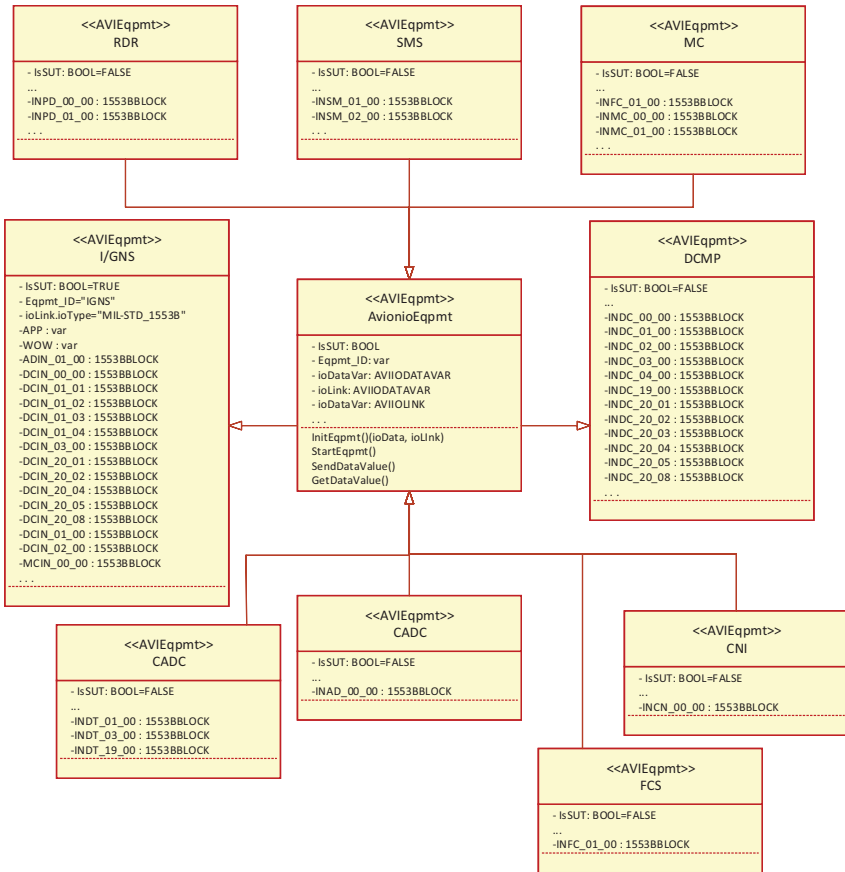 <<AVIEqpmt>>
RDR
- IsSUT: BOOL=FALSE
...
-INPD_00_00 : 1553BBLOCK
-INPD_01_00 : 1553BBLOCK
. . .
<<AVIEqpmt>>
SMS
- IsSUT: BOOL=FALSE
...
-INSM_01_00 : 1553BBLOCK
-INSM_02_00 : 1553BBLOCK
. . .
<<AVIEqpmt>>
MC
- IsSUT: BOOL=FALSE
...
-INFC_01_00 : 1553BBLOCK
-INMC_00_00 : 1553BBLOCK
-INMC_01_00 : 1553BBLOCK
. . .
<<AVIEqpmt>>
I/GNS
- IsSUT: BOOL=TRUE
- Eqpmt_ID="IGNS"
- ioLink.ioType="MIL-STD_1553B"
-APP : var
-WOW : var
-ADIN_01_00 : 1553BBLOCK
-DCIN_00_00 : 1553BBLOCK
-DCIN_01_01 : 1553BBLOCK
-DCIN_01_02 : 1553BBLOCK
-DCIN_01_03 : 1553BBLOCK
-DCIN_01_04 : 1553BBLOCK
-DCIN_03_00 : 1553BBLOCK
-DCIN_20_01 : 1553BBLOCK
-DCIN_20_02 : 1553BBLOCK
-DCIN_20_04 : 1553BBLOCK
-DCIN_20_05 : 1553BBLOCK
-DCIN_20_08 : 1553BBLOCK
-DCIN_01_00 : 1553BBLOCK
-DCIN_02_00 : 1553BBLOCK
-MCIN_00_00 : 1553BBLOCK
. . .
<<AVIEqpmt>>
AvionioEqpmt
- IsSUT: BOOL
- Eqpmt_ID: var
- ioDataVar: AVIIODATAVAR
- ioLink: AVIIODATAVAR
- ioDataVar: AVIIOLINK
. . .
InitEqpmt()(ioData, ioLInk)
StartEqpmt()
SendDataValue()
GetDataValue()
<<AVIEqpmt>>
DCMP
- IsSUT: BOOL=FALSE
...
-INDC_00_00 : 1553BBLOCK
-INDC_01_00 : 1553BBLOCK
-INDC_02_00 : 1553BBLOCK
-INDC_03_00 : 1553BBLOCK
-INDC_04_00 : 1553BBLOCK
-INDC_19_00 : 1553BBLOCK
-INDC_20_01 : 1553BBLOCK
-INDC_20_02 : 1553BBLOCK
-INDC_20_03 : 1553BBLOCK
-INDC_20_04 : 1553BBLOCK
-INDC_20_05 : 1553BBLOCK
-INDC_20_08 : 1553BBLOCK
. . .
<<AVIEqpmt>>
CADC
- IsSUT: BOOL=FALSE
...
-INDT_01_00 : 1553BBLOCK
-INDT_03_00 : 1553BBLOCK
-INDT_19_00 : 1553BBLOCK
<<AVIEqpmt>>
CADC
- IsSUT: BOOL=FALSE
...
-INAD_00_00 : 1553BBLOCK
<<AVIEqpmt>>
CNI
- IsSUT: BOOL=FALSE
...
-INCN_00_00 : 1553BBLOCK
<<AVIEqpmt>>
FCS
- IsSUT: BOOL=FALSE
...
-INFC_01_00 : 1553BBLOCK